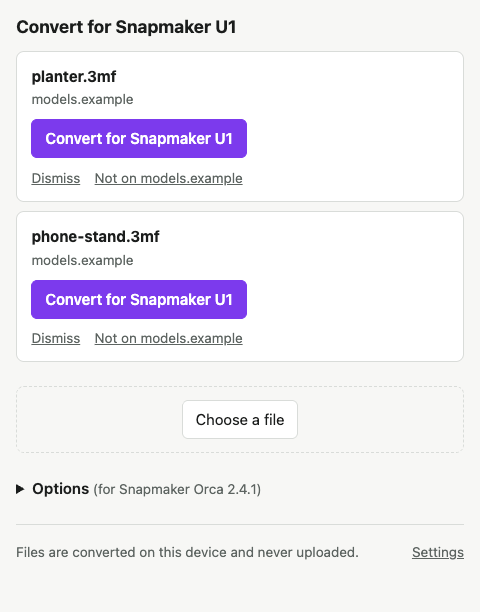 Convert for Snapmaker U1
planter.3mf
models.example
Convert for Snapmaker U1
Dismiss Not on models.example
phone-stand.3mf
models.example
Convert for Snapmaker U1
Dismiss Not on models.example
Choose a file
Options (for Snapmaker Orca 2.4.1)
Files are converted on this device and never uploaded. Settings